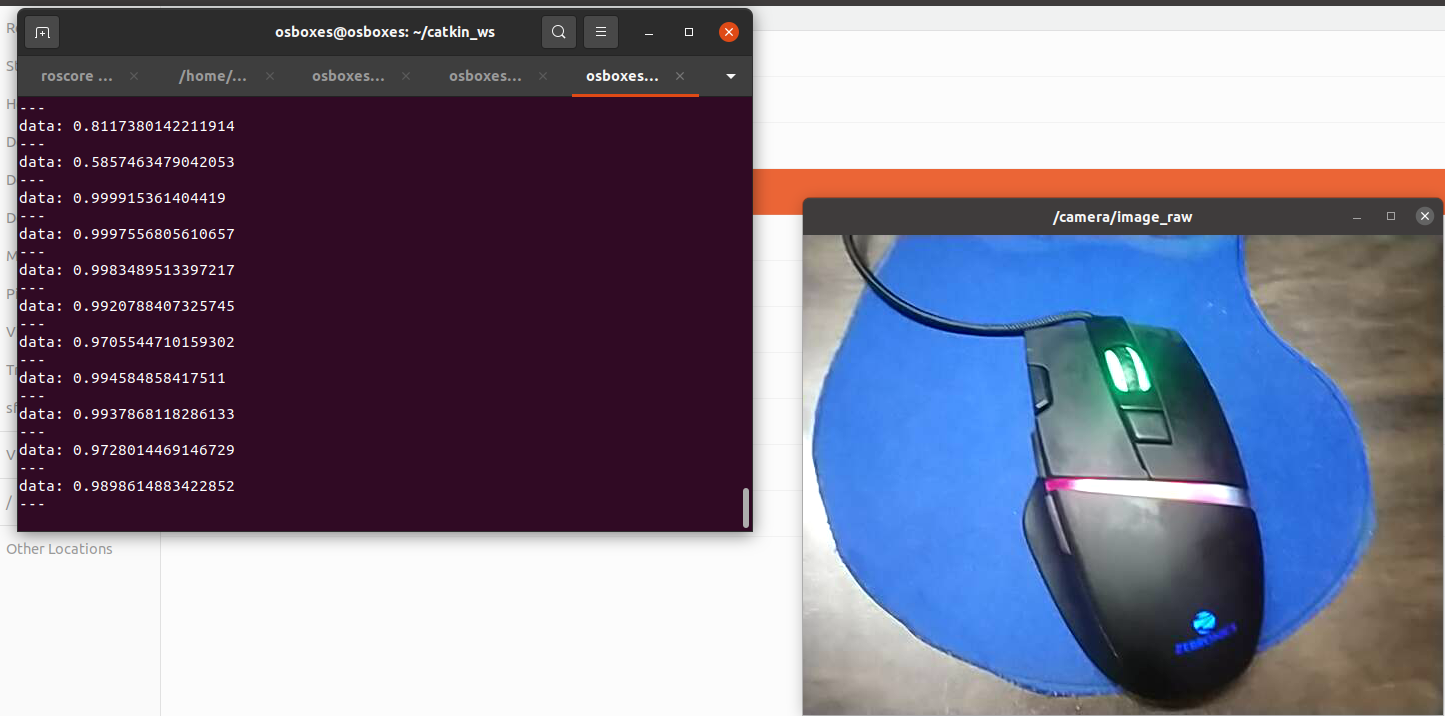 osboxes@osboxes: ~/catkin_ws
roscore ...
/home/...
osboxes...
osboxes...
osboxes...
---
data: 0.8117380142211914
---
data: 0.5857463479042053
---
data: 0.999915361404419
---
data: 0.9997556805610657
---
data: 0.9983489513397217
---
data: 0.9920788407325745
---
data: 0.9705544710159302
---
data: 0.994584858417511
---
data: 0.9937868118286133
---
data: 0.9728014469146729
---
data: 0.9898614883422852
---
Other Locations
/camera/image_raw
ZEBRONICS